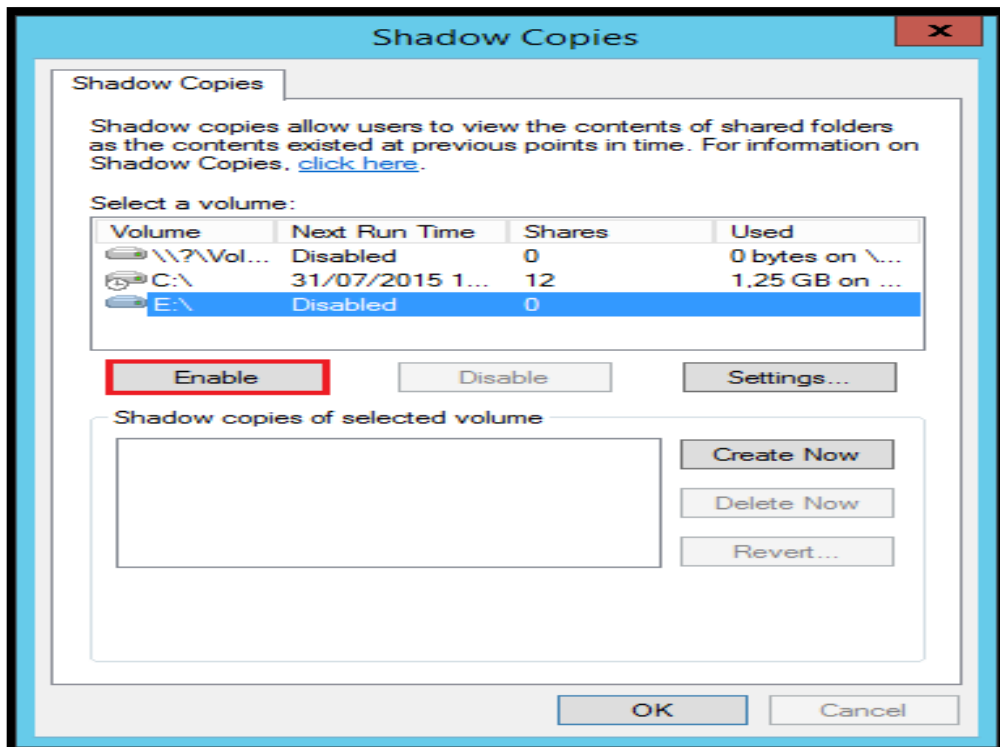 Shadow Copies
Shadow Copies
Shadow copies allow users to view the contents of shared folders
as the contents existed at previous points in time. For information on
Shadow Copies, click here.
Select a volume:
Volume Next Run Time Shares Used
\\?\Vol... Disabled 0 0 bytes on \...
C:\ 31/07/2015 1... 12 1,25 GB on ...
E:\ Disabled 0
Enable Disable Settings...
Shadow copies of selected volume
Create Now
Delete Now
Revert...
OK Cancel